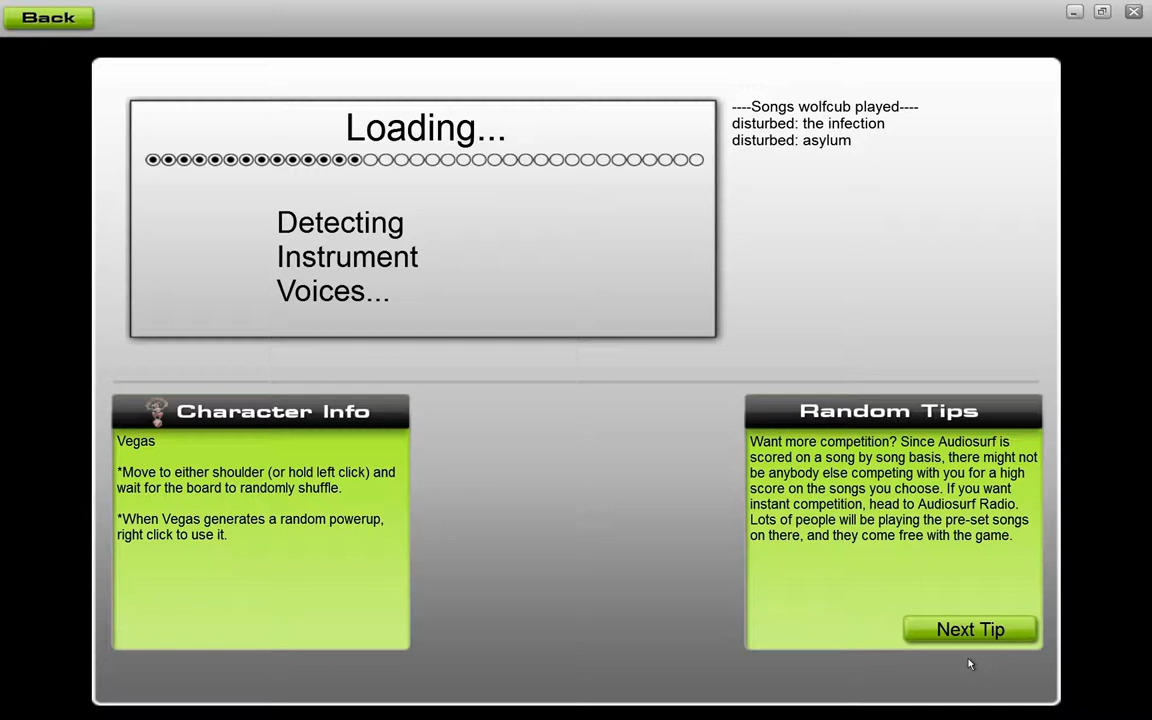 Back
Loading...
----Songs wolfcub played----
disturbed: the infection
disturbed: asylum
Detecting
Instrument
Voices...
Character Info
Vegas
*Move to either shoulder (or hold left click) and
wait for the board to randomly shuffle.
*When Vegas generates a random powerup,
right click to use it.
Random Tips
Want more competition? Since Audiosurf is
scored on a song by song basis, there might not
be anybody else competing with you for a high
score on the songs you choose. If you want
instant competition, head to Audiosurf Radio.
Lots of people will be playing the pre-set songs
on there, and they come free with the game.
Next Tip